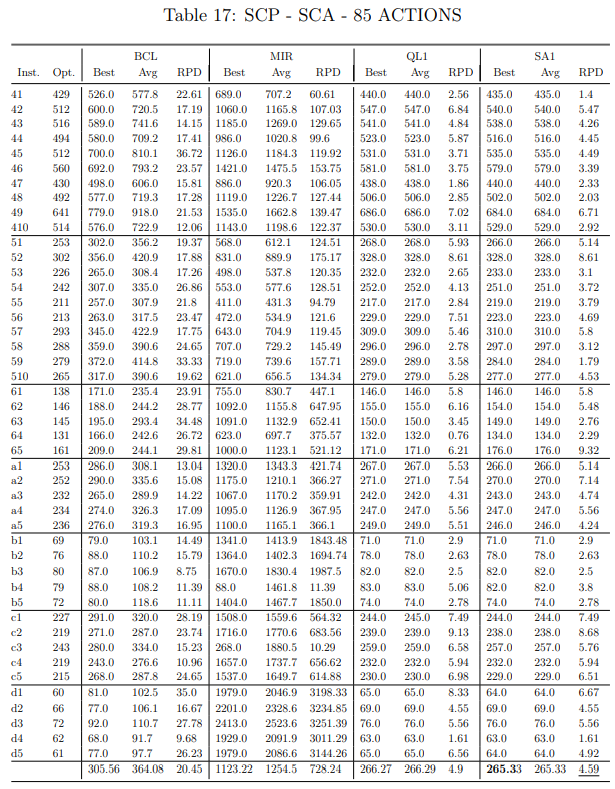 Table 17: SCP - SCA - 85 ACTIONS
BCL MIR QL1 SA1
Inst. Opt. Best Avg RPD Best Avg RPD Best Avg RPD Best Avg RPD
41 429 526.0 577.8 22.61 689.0 707.2 60.61 440.0 440.0 2.56 435.0 435.0 1.4
42 512 600.0 720.5 17.19 1060.0 1165.8 107.03 547.0 547.0 6.84 540.0 540.0 5.47
43 516 589.0 741.6 14.15 1185.0 1269.0 129.65 541.0 541.0 4.84 538.0 538.0 4.26
44 494 580.0 709.2 17.41 986.0 1020.8 99.6 523.0 523.0 5.87 516.0 516.0 4.45
45 512 700.0 810.1 36.72 1126.0 1184.3 119.92 531.0 531.0 3.71 535.0 535.0 4.49
46 560 692.0 793.2 23.57 1421.0 1475.5 153.75 581.0 581.0 3.75 579.0 579.0 3.39
47 430 498.0 606.0 15.81 886.0 920.3 106.05 438.0 438.0 1.86 440.0 440.0 2.33
48 492 577.0 719.3 17.28 1119.0 1226.7 127.44 506.0 506.0 2.85 502.0 502.0 2.03
49 641 779.0 918.0 21.53 1535.0 1662.8 139.47 686.0 686.0 7.02 684.0 684.0 6.71
410 514 576.0 722.9 12.06 1143.0 1198.6 122.37 530.0 530.0 3.11 529.0 529.0 2.92
51 253 302.0 356.2 19.37 568.0 612.1 124.51 268.0 268.0 5.93 266.0 266.0 5.14
52 302 356.0 420.9 17.88 831.0 889.9 175.17 328.0 328.0 8.61 328.0 328.0 8.61
53 226 265.0 308.4 17.26 498.0 537.8 120.35 232.0 232.0 2.65 233.0 233.0 3.1
54 242 307.0 335.0 26.86 553.0 577.6 128.51 252.0 252.0 4.13 251.0 251.0 3.72
55 211 257.0 307.9 21.8 411.0 431.3 94.79 217.0 217.0 2.84 219.0 219.0 3.79
56 213 263.0 317.5 23.47 472.0 534.9 121.6 229.0 229.0 7.51 223.0 223.0 4.69
57 293 345.0 422.9 17.75 643.0 704.9 119.45 309.0 309.0 5.46 310.0 310.0 5.8
58 288 359.0 390.6 24.65 707.0 729.2 145.49 296.0 296.0 2.78 297.0 297.0 3.12
59 279 372.0 414.8 33.33 719.0 739.6 157.71 289.0 289.0 3.58 284.0 284.0 1.79
510 265 317.0 390.6 19.62 621.0 656.5 134.34 279.0 279.0 5.28 277.0 277.0 4.53
61 138 171.0 235.4 23.91 755.0 830.7 447.1 146.0 146.0 5.8 146.0 146.0 5.8
62 146 188.0 244.2 28.77 1092.0 1155.8 647.95 155.0 155.0 6.16 154.0 154.0 5.48
63 145 195.0 293.4 34.48 1091.0 1132.9 652.41 150.0 150.0 3.45 149.0 149.0 2.76
64 131 166.0 242.6 26.72 623.0 697.7 375.57 132.0 132.0 0.76 134.0 134.0 2.29
65 161 209.0 244.1 29.81 1000.0 1123.1 521.12 171.0 171.0 6.21 176.0 176.0 9.32
a1 253 286.0 308.1 13.04 1320.0 1343.3 421.74 267.0 267.0 5.53 266.0 266.0 5.14
a2 252 290.0 335.6 15.08 1175.0 1210.1 366.27 271.0 271.0 7.54 270.0 270.0 7.14
a3 232 265.0 289.9 14.22 1067.0 1170.2 359.91 242.0 242.0 4.31 243.0 243.0 4.74
a4 234 274.0 326.3 17.09 1095.0 1126.9 367.95 247.0 247.0 5.56 247.0 247.0 5.56
a5 236 276.0 319.3 16.95 1100.0 1165.1 366.1 249.0 249.0 5.51 246.0 246.0 4.24
b1 69 79.0 103.1 14.49 1341.0 1413.9 1843.48 71.0 71.0 2.9 71.0 71.0 2.9
b2 76 88.0 110.2 15.79 1364.0 1402.3 1694.74 78.0 78.0 2.63 78.0 78.0 2.63
b3 80 87.0 106.9 8.75 1670.0 1830.4 1987.5 82.0 82.0 2.5 82.0 82.0 2.5
b4 79 88.0 108.2 11.39 88.0 1461.8 11.39 83.0 83.0 5.06 82.0 82.0 3.8
b5 72 80.0 118.6 11.11 1404.0 1467.7 1850.0 74.0 74.0 2.78 74.0 74.0 2.78
c1 227 291.0 320.0 28.19 1508.0 1559.6 564.32 244.0 245.0 7.49 244.0 244.0 7.49
c2 219 271.0 287.0 23.74 1716.0 1770.6 683.56 239.0 239.0 9.13 238.0 238.0 8.68
c3 243 280.0 334.0 15.23 268.0 1880.5 10.29 259.0 259.0 6.58 257.0 257.0 5.76
c4 219 243.0 276.6 10.96 1657.0 1737.7 656.62 232.0 232.0 5.94 232.0 232.0 5.94
c5 215 268.0 287.8 24.65 1537.0 1649.7 614.88 230.0 230.0 6.98 229.0 229.0 6.51
d1 60 81.0 102.5 35.0 1979.0 2046.9 3198.33 65.0 65.0 8.33 64.0 64.0 6.67
d2 66 77.0 106.1 16.67 2201.0 2328.6 3234.85 69.0 69.0 4.55 69.0 69.0 4.55
d3 72 92.0 110.7 27.78 2413.0 2523.6 3251.39 76.0 76.0 5.56 76.0 76.0 5.56
d4 62 68.0 91.7 9.68 1929.0 2091.9 3011.29 63.0 63.0 1.61 63.0 63.0 1.61
d5 61 77.0 97.7 26.23 1979.0 2086.6 3144.26 65.0 65.0 6.56 64.0 64.0 4.92
305.56 364.08 20.45 1123.22 1254.5 728.24 266.27 266.29 4.9 265.33 265.33 4.59